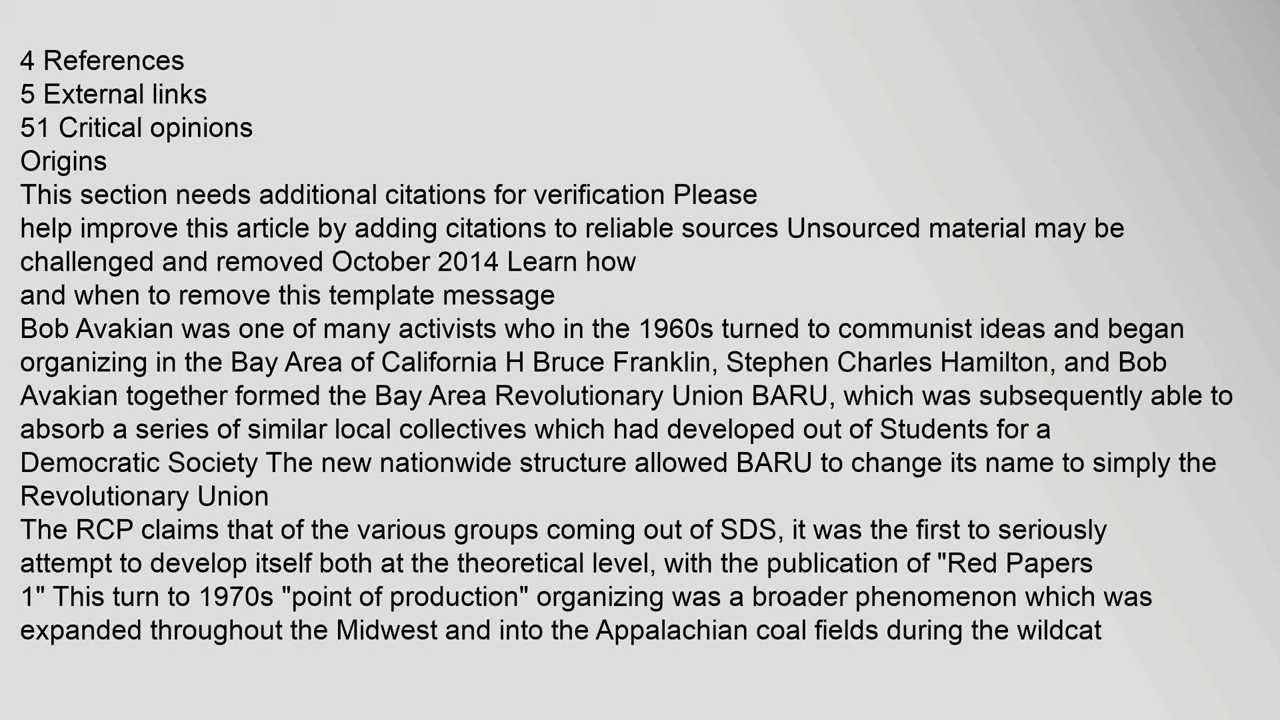 4 References
5 External links
51 Critical opinions
Origins
This section needs additional citations for verification Please
help improve this article by adding citations to reliable sources Unsourced material may be
challenged and removed October 2014 Learn how
and when to remove this template message
Bob Avakian was one of many activists who in the 1960s turned to communist ideas and began
organizing in the Bay Area of California H Bruce Franklin, Stephen Charles Hamilton, and Bob
Avakian together formed the Bay Area Revolutionary Union BARU, which was subsequently able to
absorb a series of similar local collectives which had developed out of Students for a
Democratic Society The new nationwide structure allowed BARU to change its name to simply the
Revolutionary Union
The RCP claims that of the various groups coming out of SDS, it was the first to seriously
attempt to develop itself both at the theoretical level, with the publication of "Red Papers
1" This turn to 1970s "point of production" organizing was a broader phenomenon which was
expanded throughout the Midwest and into the Appalachian coal fields during the wildcat